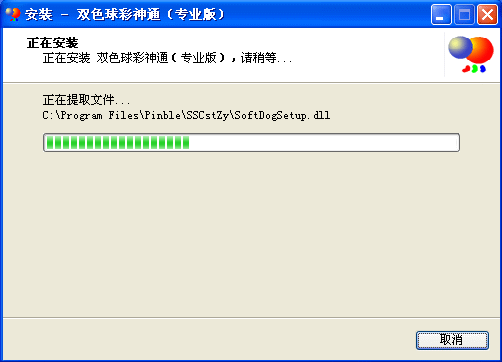 安装 - 双色球彩神通（专业版）
正在安装
正在安装 双色球彩神通（专业版），请稍等...
正在提取文件...
C:\Program Files\Pinble\SSCstZy\SoftDogSetup.dll
取消